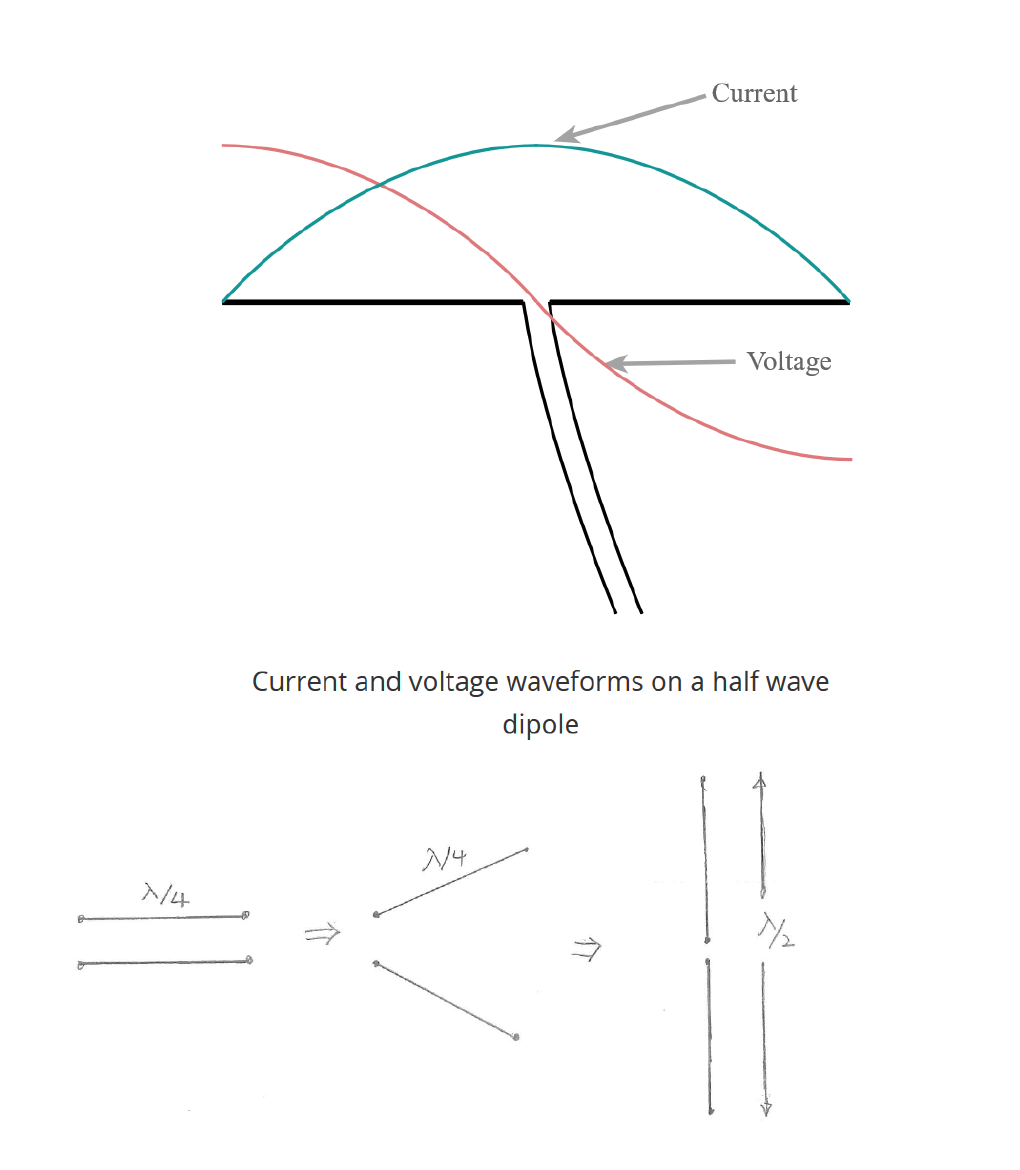 Current
Voltage
Current and voltage waveforms on a half wave
dipole
λ/4
λ/4
λ/2